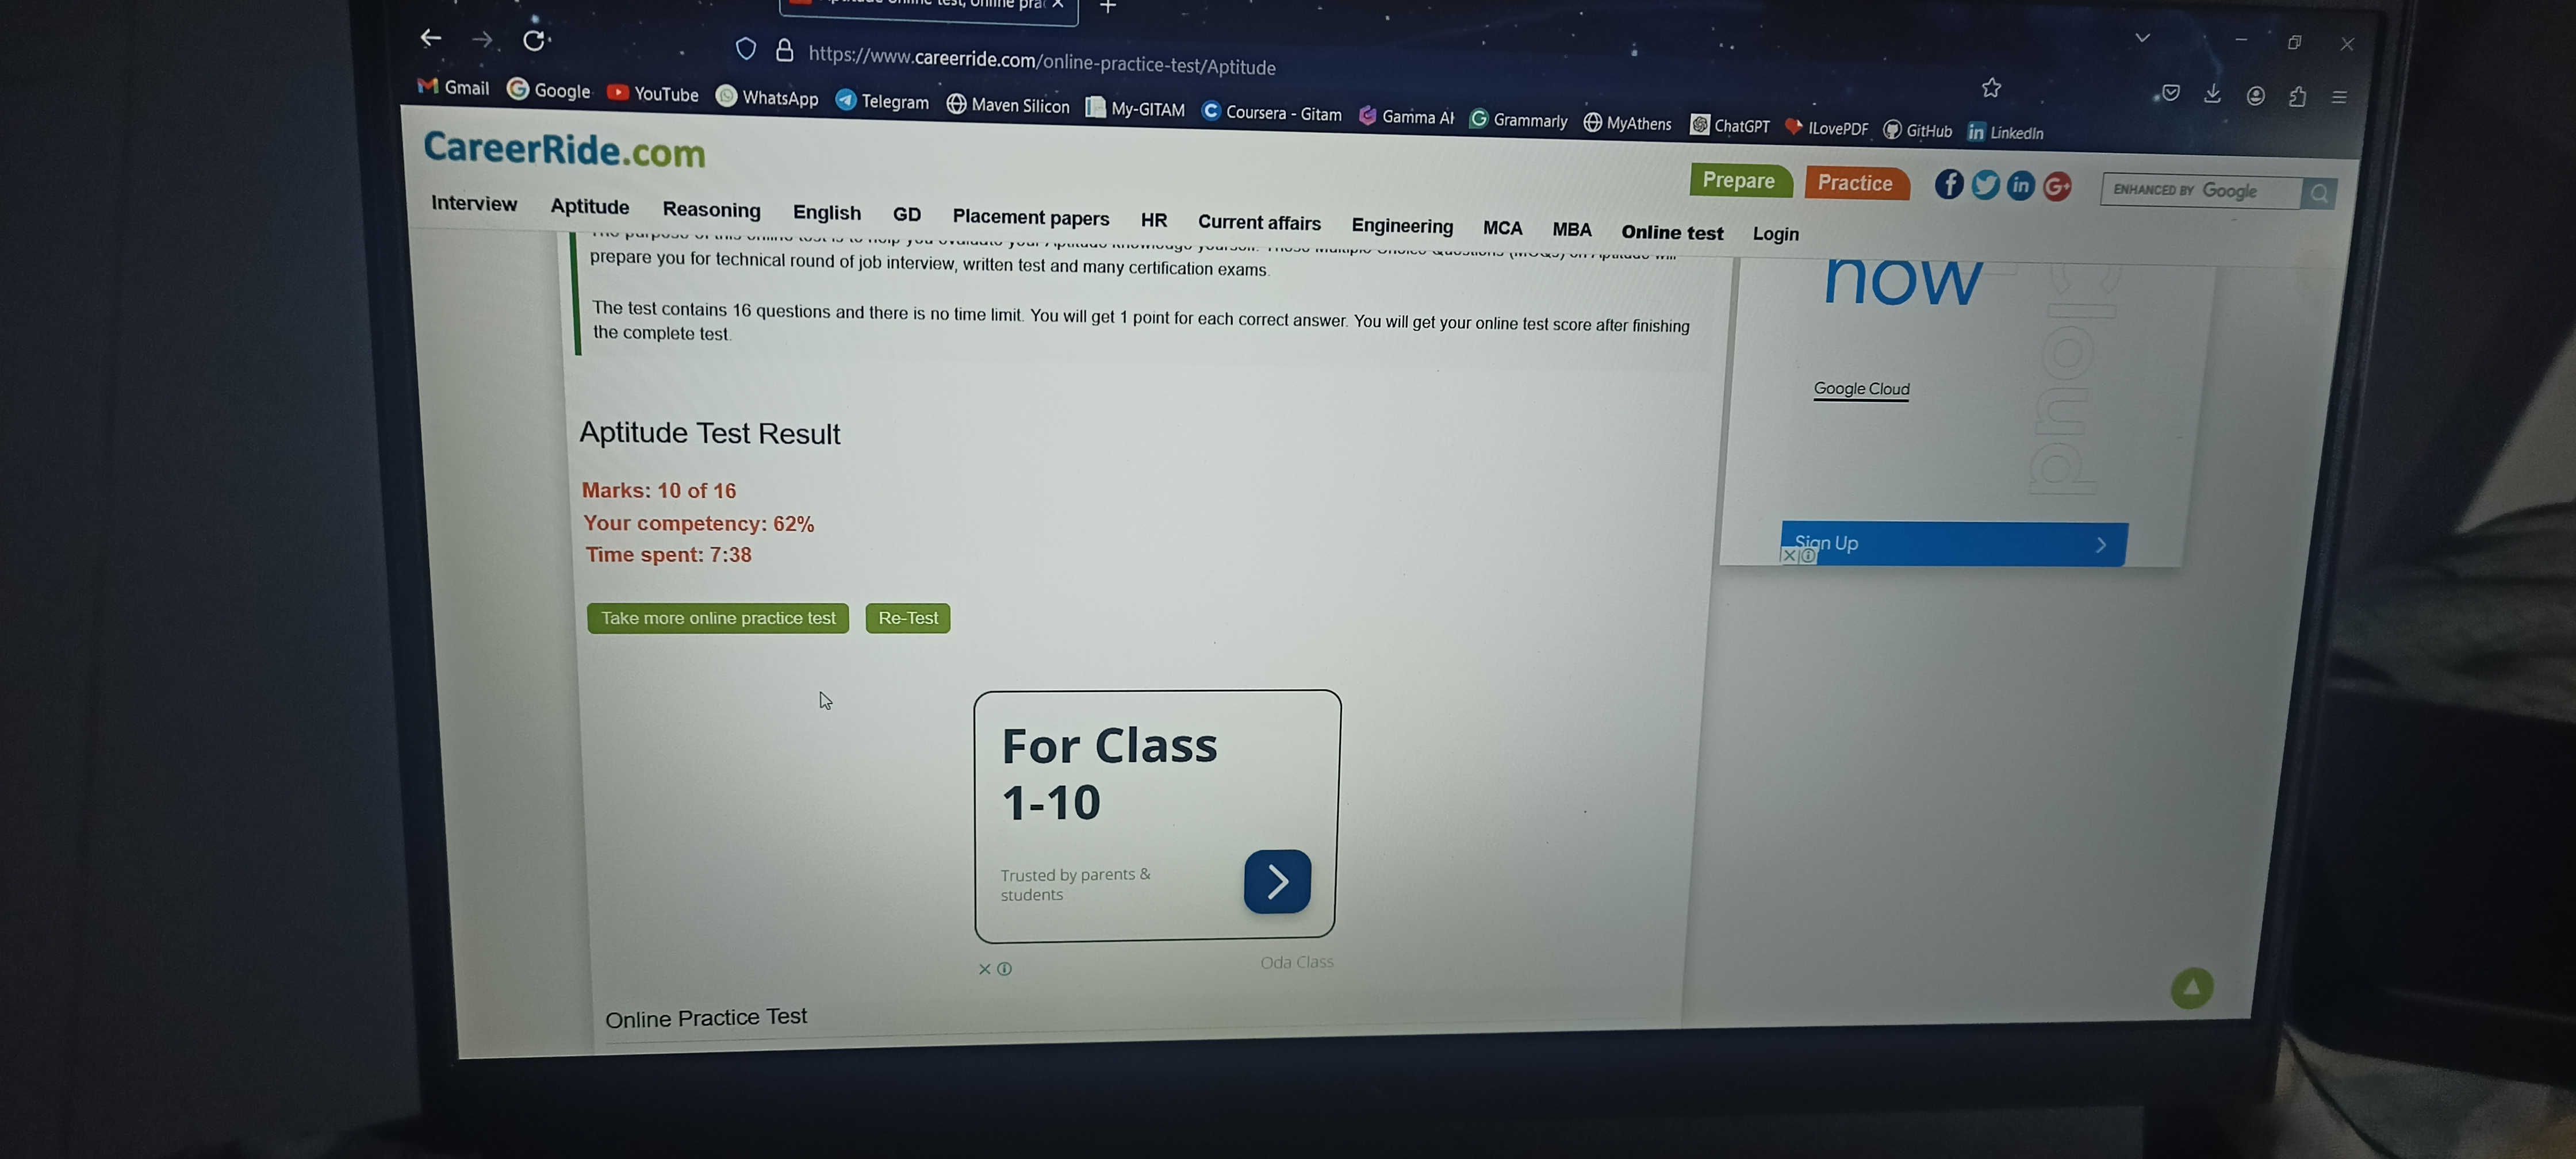 https://www.careerride.com/online-practice-test/Aptitude
Gmail Google YouTube WhatsApp Telegram Maven Silicon My-GITAM Coursera - Gitam Gamma AI Grammarly MyAthens ChatGPT ILovePDF GitHub LinkedIn
CareerRide.com
Prepare Practice
ENHANCED BY Google
Interview Aptitude Reasoning English GD Placement papers HR Current affairs Engineering MCA MBA Online test Login
prepare you for technical round of job interview, written test and many certification exams.
The test contains 16 questions and there is no time limit. You will get 1 point for each correct answer. You will get your online test score after finishing
the complete test.
now
Cloud
Google Cloud
Sign Up
Aptitude Test Result
Marks: 10 of 16
Your competency: 62%
Time spent: 7:38
Take more online practice test Re-Test
For Class
1-10
Trusted by parents &
students
Oda Class
Online Practice Test